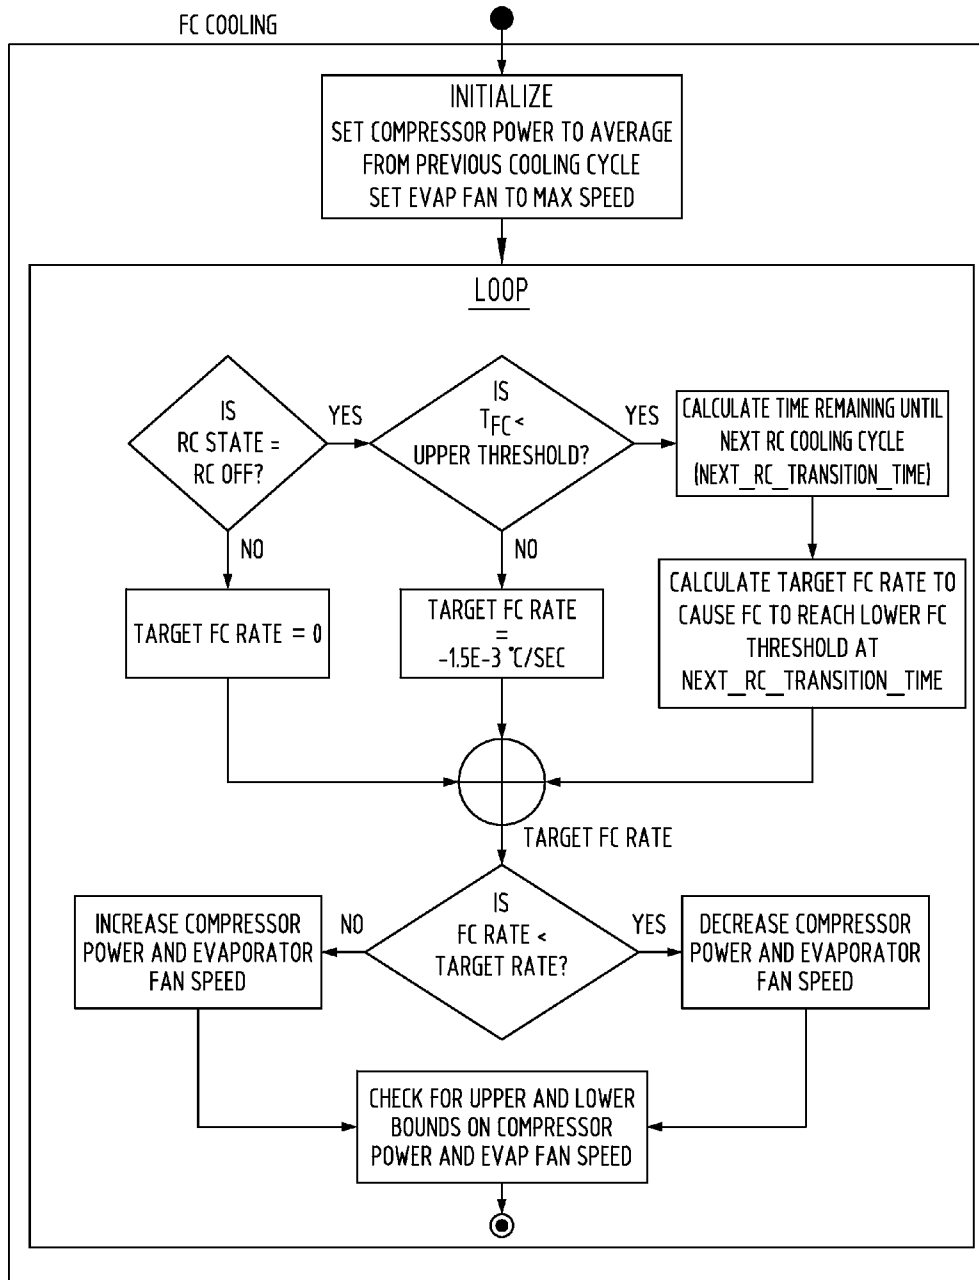 FC COOLING
INITIALIZE
SET COMPRESSOR POWER TO AVERAGE
FROM PREVIOUS COOLING CYCLE
SET EVAP FAN TO MAX SPEED
LOOP
IS
RC STATE =
RC OFF?
YES
NO
IS
TFC <
UPPER THRESHOLD?
YES
NO
CALCULATE TIME REMAINING UNTIL
NEXT RC COOLING CYCLE
(NEXT_RC_TRANSITION_TIME)
TARGET FC RATE = 0
TARGET FC RATE
=
-1.5E-3 °C/SEC
CALCULATE TARGET FC RATE TO
CAUSE FC TO REACH LOWER FC
THRESHOLD AT
NEXT_RC_TRANSITION_TIME
TARGET FC RATE
INCREASE COMPRESSOR
POWER AND EVAPORATOR
FAN SPEED
NO
IS
FC RATE <
TARGET RATE?
YES
DECREASE COMPRESSOR
POWER AND EVAPORATOR
FAN SPEED
CHECK FOR UPPER AND LOWER
BOUNDS ON COMPRESSOR
POWER AND EVAP FAN SPEED